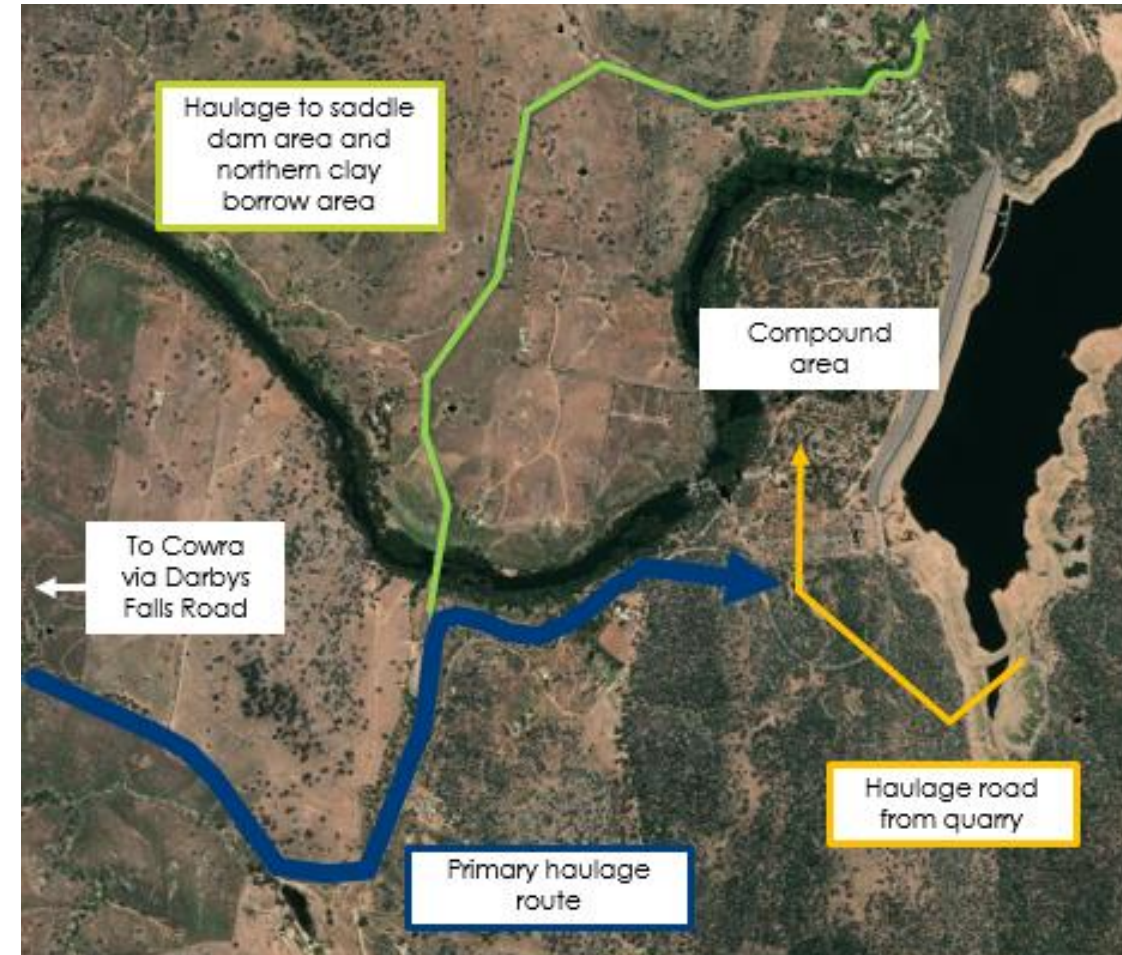 Haulage to saddle
dam area and
northern clay
borrow area
Compound
area
To Cowra
via Darbys
Falls Road
Haulage road
from quarry
Primary haulage
route